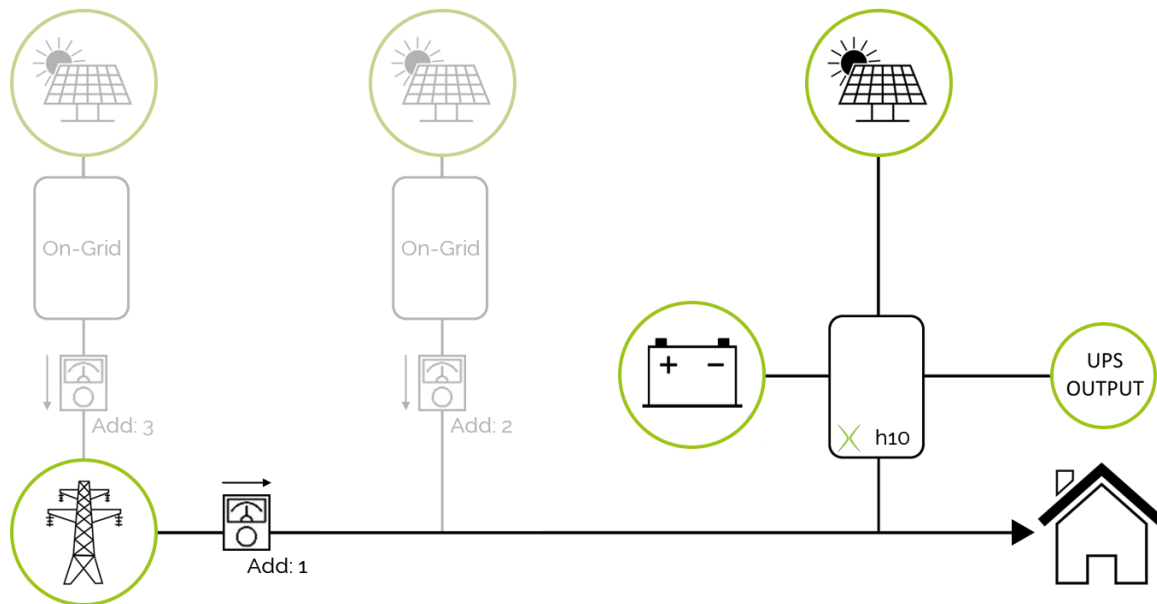 On-Grid
On-Grid
+ -
UPS
OUTPUT
h10
Add: 3
Add: 2
Add: 1